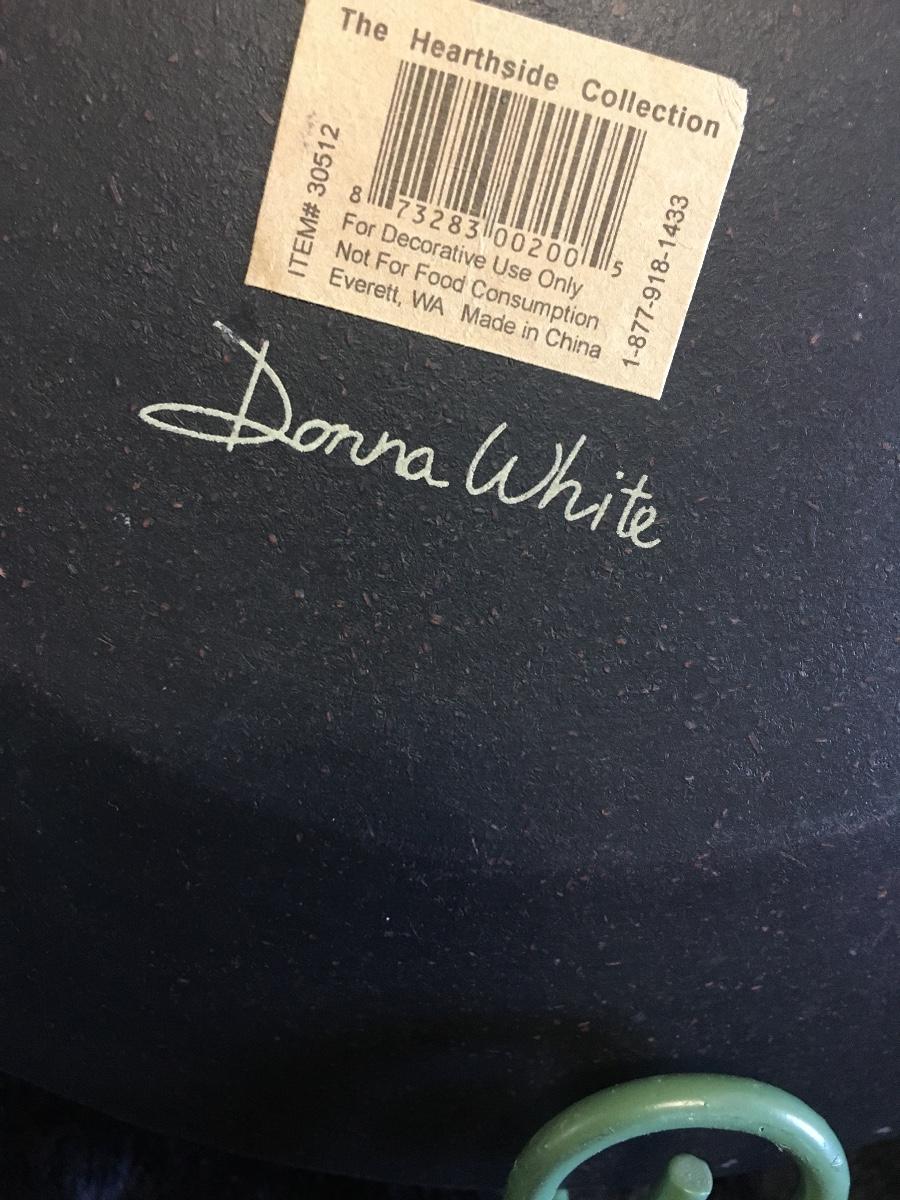 The Hearthside Collection
ITEM# 30512
8 73283 00200 5
1-877-918-1433
For Decorative Use Only
Not For Food Consumption
Everett, WA Made in China
Donna White